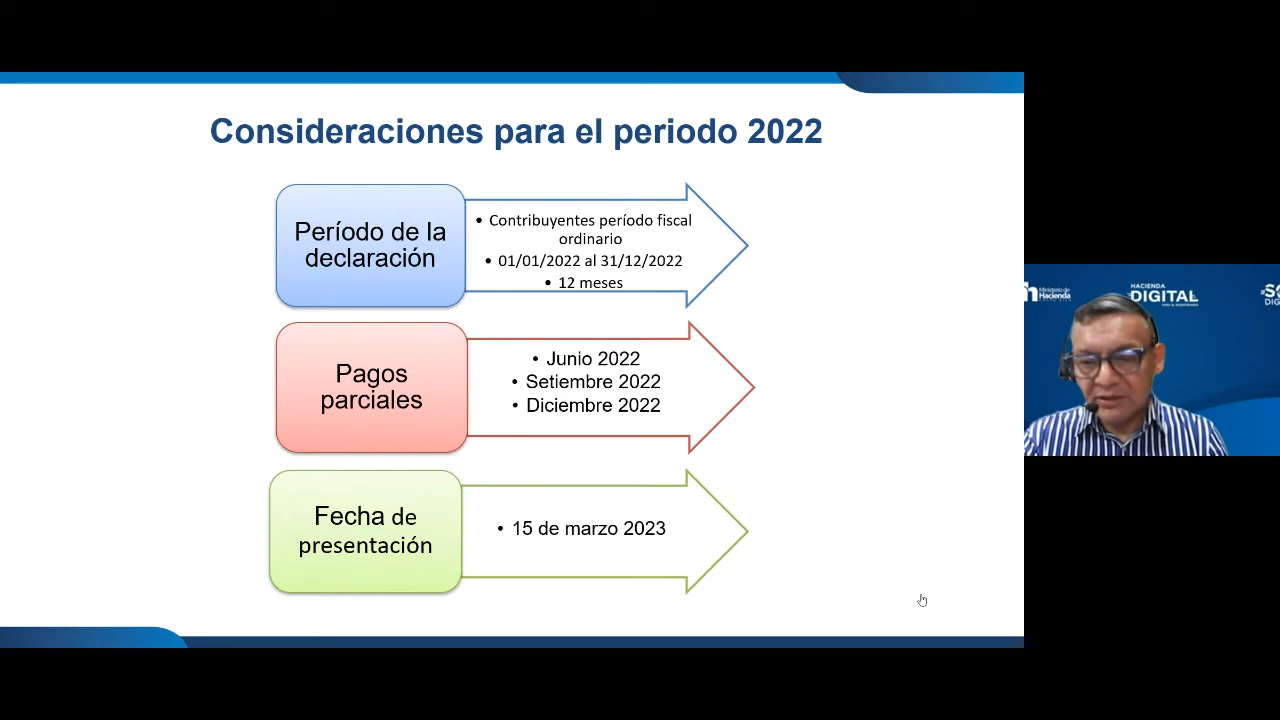 Consideraciones para el periodo 2022
Período de la
declaración
• Contribuyentes período fiscal
ordinario
• 01/01/2022 al 31/12/2022
• 12 meses
Pagos
parciales
• Junio 2022
• Setiembre 2022
• Diciembre 2022
Fecha de
presentación
• 15 de marzo 2023
Ministerio de
Hacienda
HACIENDA
DIGITAL